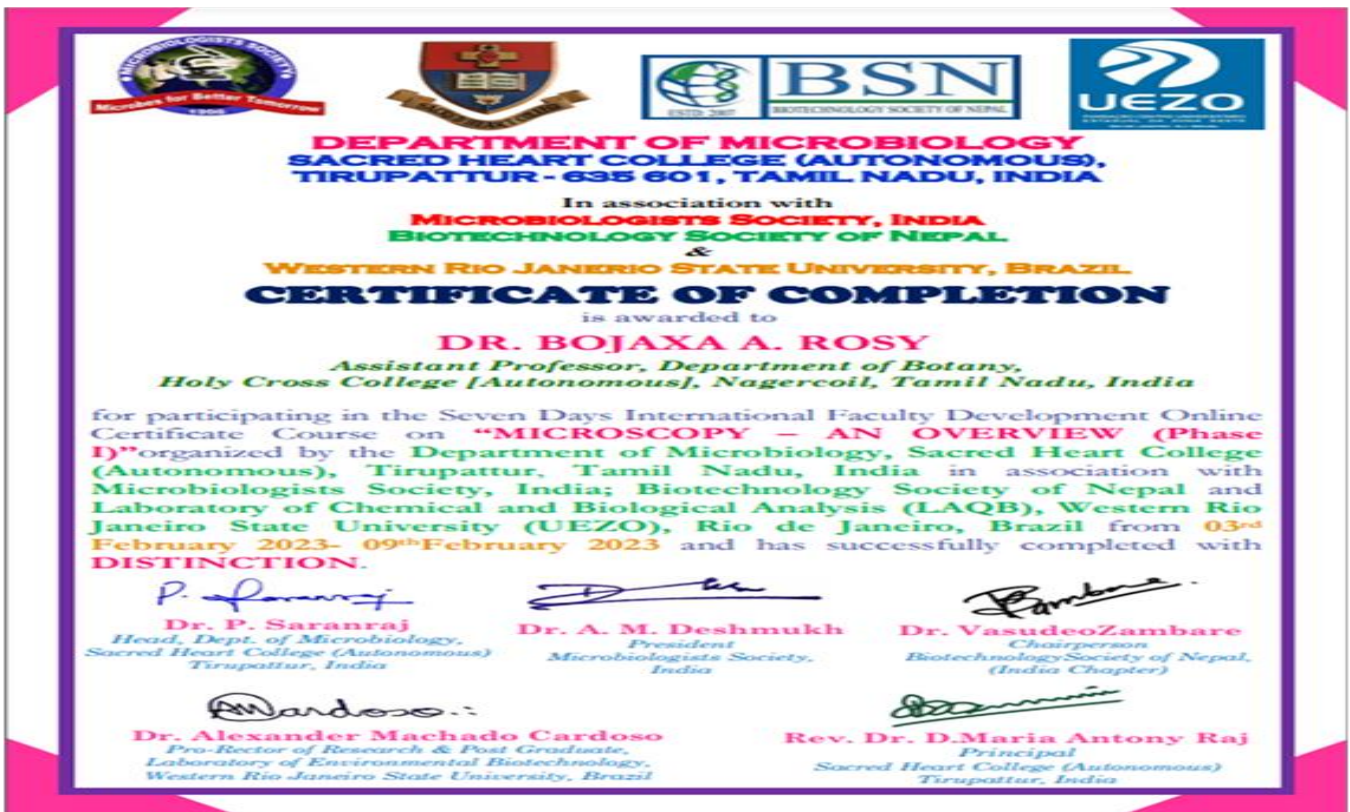 MICROBIOLOGISTS SOCIETY
Microbes for Better Tomorrow
SACRED HEART COLLEGE
ESTD: 2007
BSN
BIOTECHNOLOGY SOCIETY OF NEPAL
UEZO
DEPARTMENT OF MICROBIOLOGY
SACRED HEART COLLEGE (AUTONOMOUS),
TIRUPATTUR - 635 601, TAMIL NADU, INDIA
In association with
MICROBIOLOGISTS SOCIETY, INDIA
BIOTECHNOLOGY SOCIETY OF NEPAL
&
WESTERN RIO JANERIO STATE UNIVERSITY, BRAZIL
CERTIFICATE OF COMPLETION
is awarded to
DR. BOJAXA A. ROSY
Assistant Professor, Department of Botany,
Holy Cross College [Autonomous], Nagercoil, Tamil Nadu, India
for participating in the Seven Days International Faculty Development Online
Certificate Course on “MICROSCOPY – AN OVERVIEW (Phase
I)”organized by the Department of Microbiology, Sacred Heart College
(Autonomous), Tirupattur, Tamil Nadu, India in association with
Microbiologists Society, India; Biotechnology Society of Nepal and
Laboratory of Chemical and Biological Analysis (LAQB), Western Rio
Janeiro State University (UEZO), Rio de Janeiro, Brazil from 03rd
February 2023- 09thFebruary 2023 and has successfully completed with
DISTINCTION.
P. Saranraj
Dr. P. Saranraj
Head, Dept. of Microbiology,
Sacred Heart College (Autonomous)
Tirupattur, India
Dr. A. M. Deshmukh
President
Microbiologists Society,
India
Dr. VasudeoZambare
Chairperson
BiotechnologySociety of Nepal,
(India Chapter)
Dr. Alexander Machado Cardoso
Pro-Rector of Research & Post Graduate,
Laboratory of Environmental Biotechnology,
Western Rio Janeiro State University, Brazil
Rev. Dr. D.Maria Antony Raj
Principal
Sacred Heart College (Autonomous)
Tirupattur, India